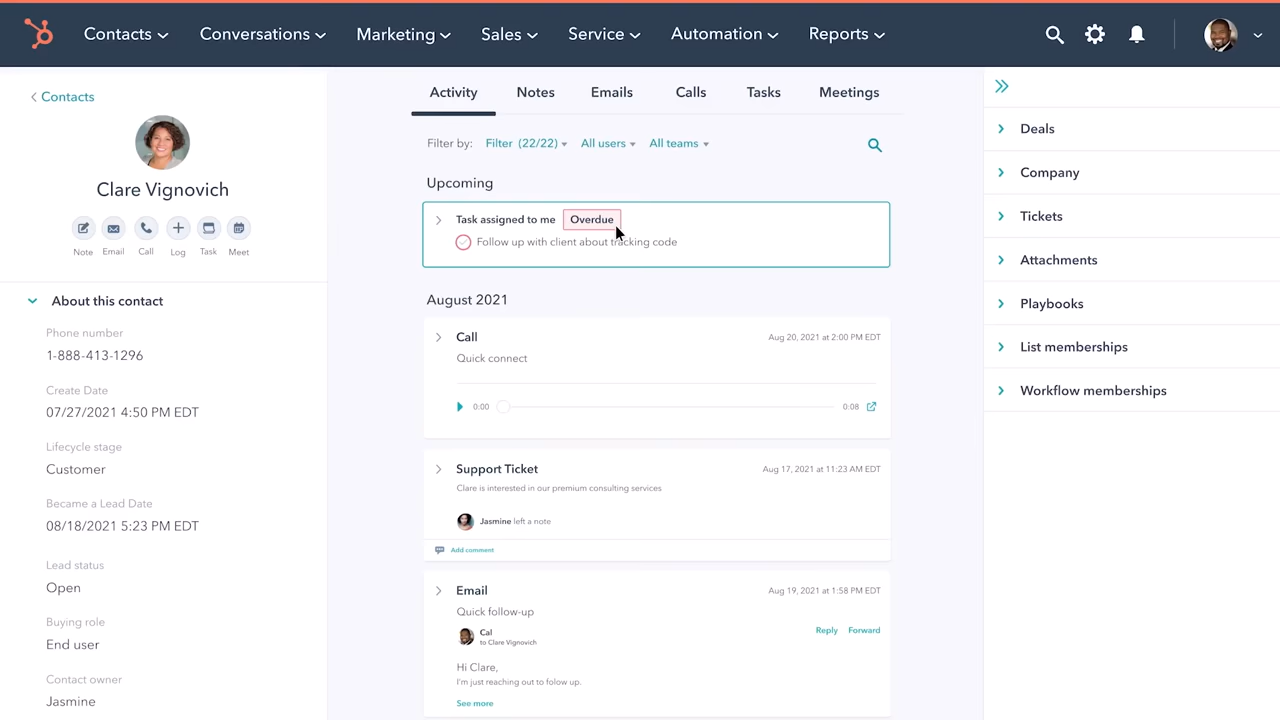 Contacts Conversations Marketing Sales Service Automation Reports
Contacts
Clare Vignovich
Note Email Call Log Task Meet
About this contact
Phone number
1-888-413-1296
Create Date
07/27/2021 4:50 PM EDT
Lifecycle stage
Customer
Became a Lead Date
08/18/2021 5:23 PM EDT
Lead status
Open
Buying role
End user
Contact owner
Jasmine
Activity Notes Emails Calls Tasks Meetings
Filter by: Filter (22/22) All users All teams
Upcoming
Task assigned to me Overdue
Follow up with client about tracking code
August 2021
Call Aug 20, 2021 at 2:00 PM EDT
Quick connect
0:00 0:08
Support Ticket Aug 17, 2021 at 11:23 AM EDT
Clare is interested in our premium consulting services
Jasmine left a note
Add comment
Email Aug 19, 2021 at 1:58 PM EDT
Quick follow-up
Cal
to Clare Vignovich
Reply Forward
Hi Clare,
I'm just reaching out to folow up.
See more
Deals
Company
Tickets
Attachments
Playbooks
List memberships
Workflow memberships